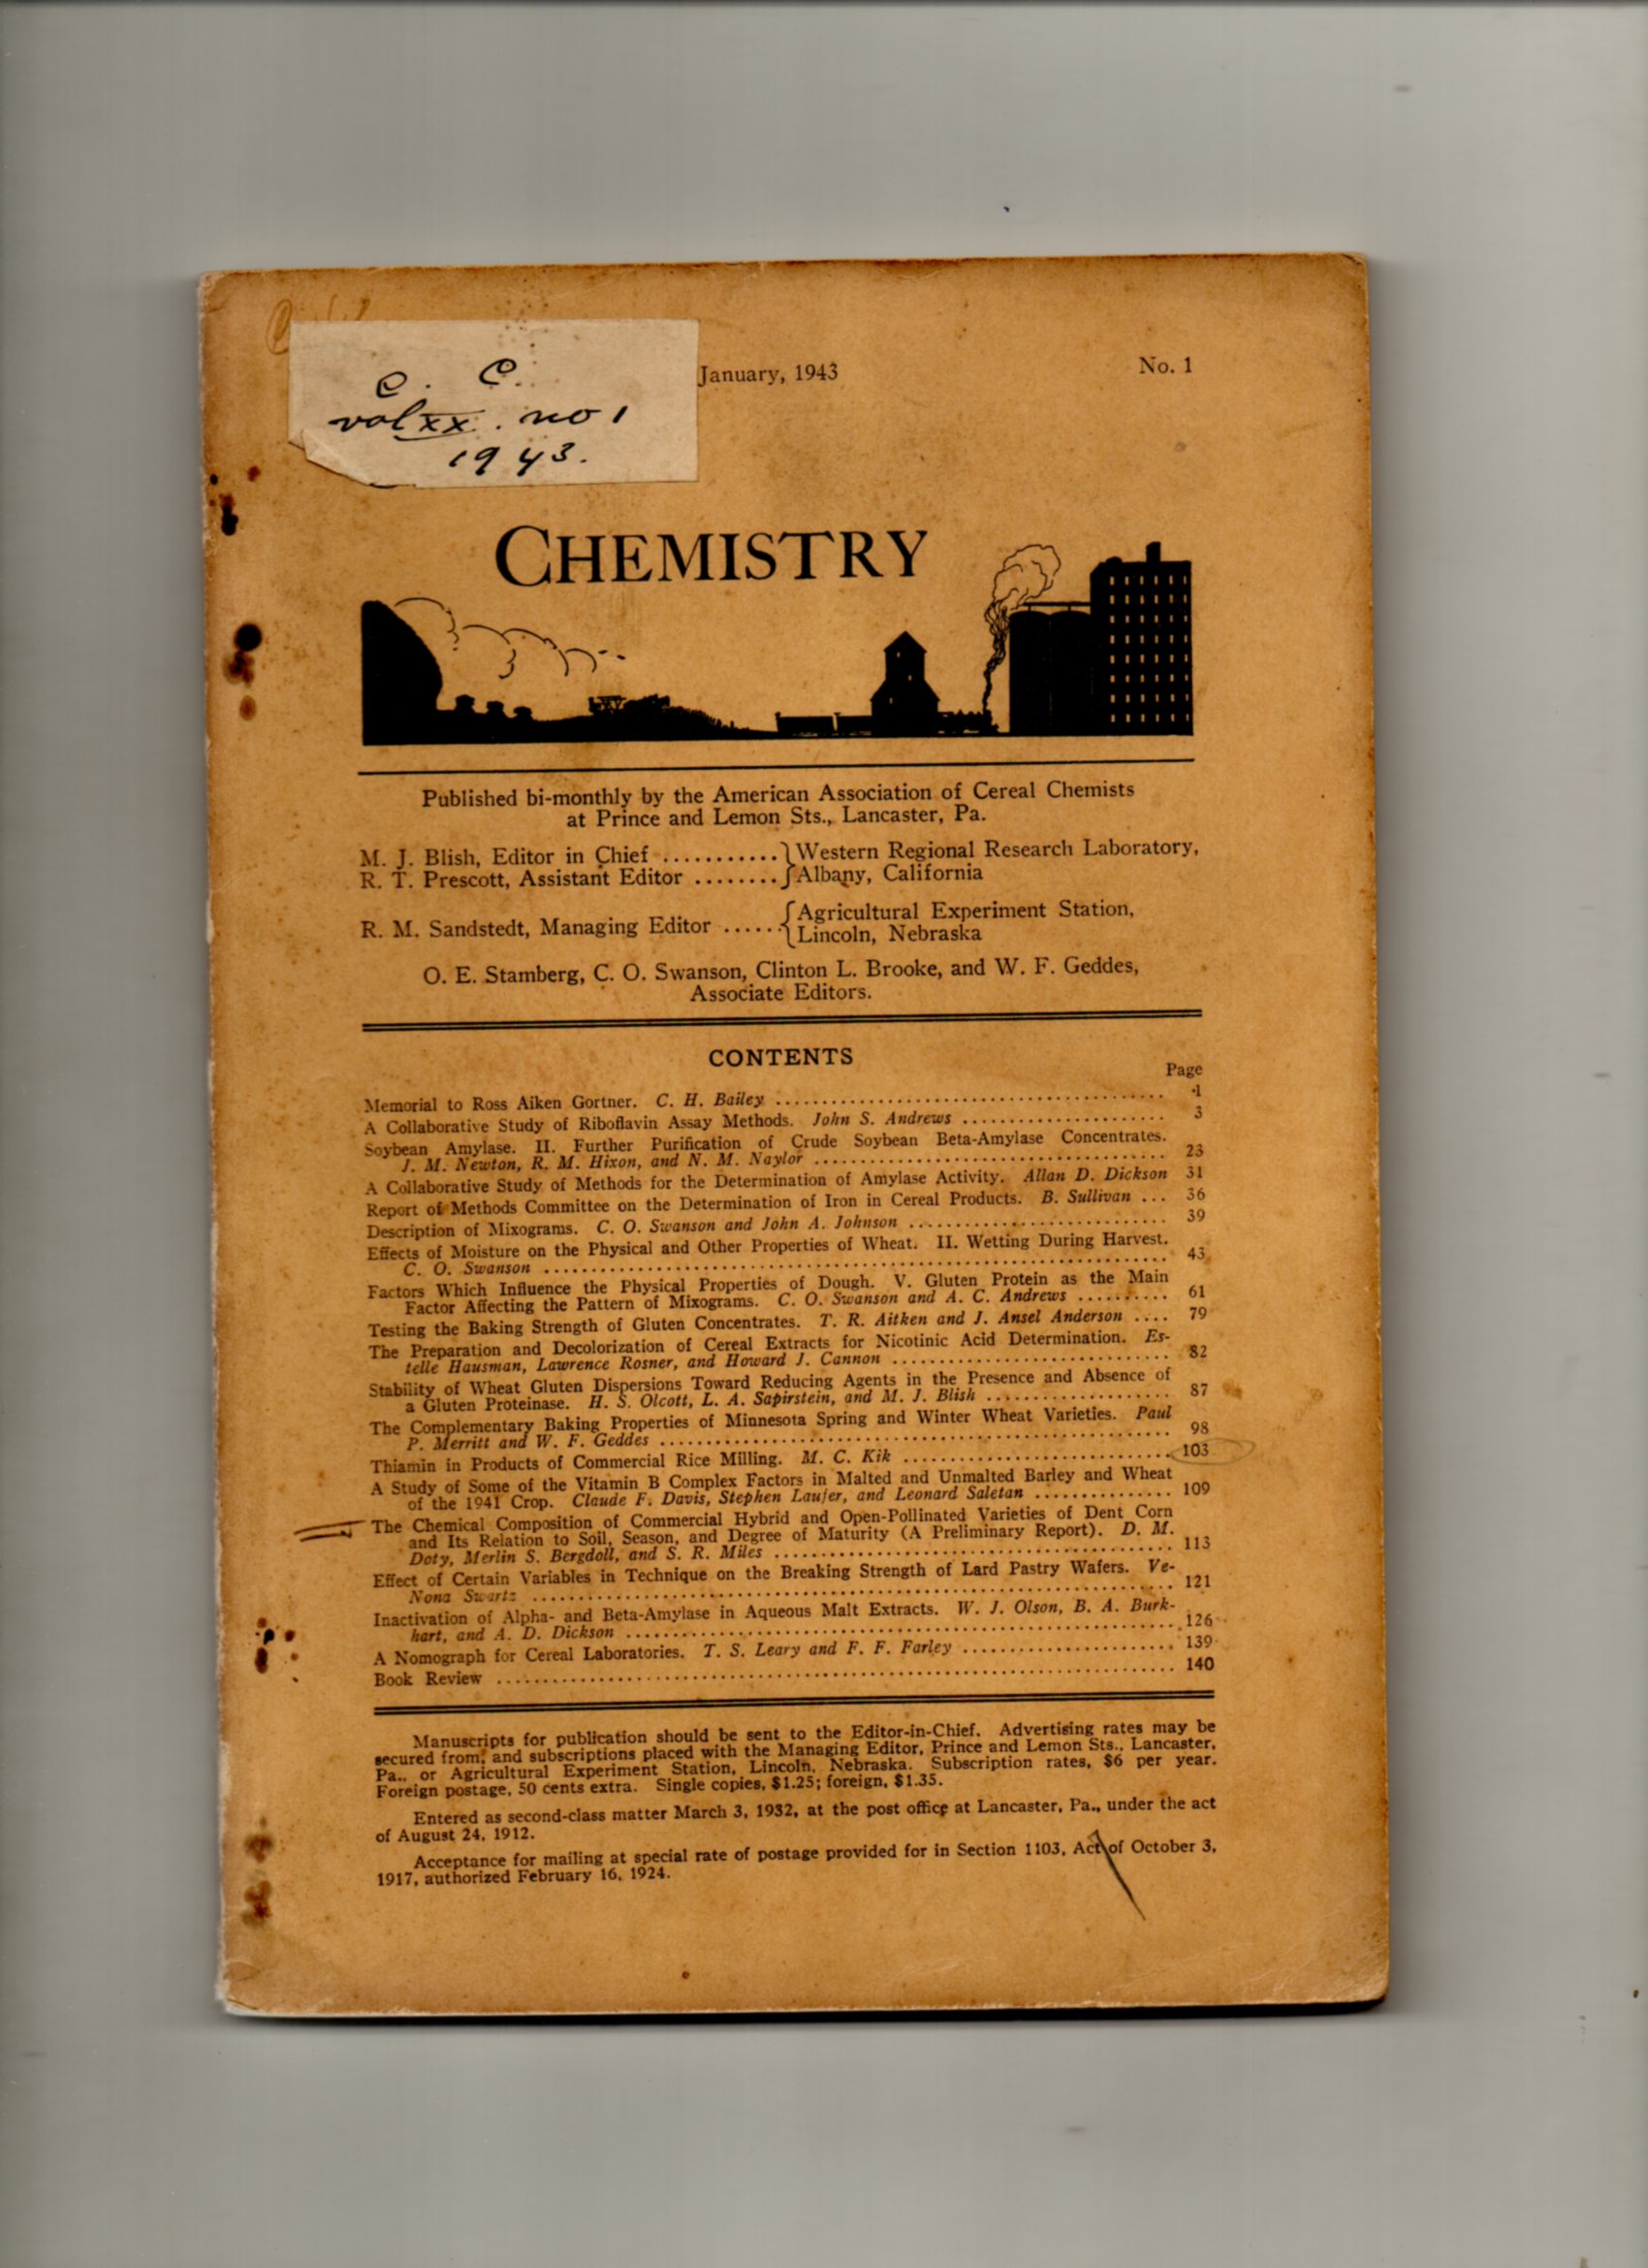 C. C.
vol xx. no 1
1943.
January, 1943
No. 1
CHEMISTRY
Published bi-monthly by the American Association of Cereal Chemists
at Prince and Lemon Sts., Lancaster, Pa.
M. J. Blish, Editor in Chief ........... } Western Regional Research Laboratory,
R. T. Prescott, Assistant Editor ........ } Albany, California
R. M. Sandstedt, Managing Editor ...... { Agricultural Experiment Station,
Lincoln, Nebraska
O. E. Stamberg, C. O. Swanson, Clinton L. Brooke, and W. F. Geddes,
Associate Editors.
CONTENTS
Page
Memorial to Ross Aiken Gortner. C. H. Bailey ........ 1
A Collaborative Study of Riboflavin Assay Methods. John S. Andrews ........ 3
Soybean Amylase. II. Further Purification of Crude Soybean Beta-Amylase Concentrates.
J. M. Newton, R. M. Hixon, and N. M. Naylor ........ 23
A Collaborative Study of Methods for the Determination of Amylase Activity. Allan D. Dickson 31
Report of Methods Committee on the Determination of Iron in Cereal Products. B. Sullivan ... 36
Description of Mixograms. C. O. Swanson and John A. Johnson ........ 39
Effects of Moisture on the Physical and Other Properties of Wheat. II. Wetting During Harvest.
C. O. Swanson ........ 43
Factors Which Influence the Physical Properties of Dough. V. Gluten Protein as the Main
Factor Affecting the Pattern of Mixograms. C. O. Swanson and A. C. Andrews ........ 61
Testing the Baking Strength of Gluten Concentrates. T. R. Aitken and J. Ansel Anderson .... 79
The Preparation and Decolorization of Cereal Extracts for Nicotinic Acid Determination. Es-
telle Hausman, Lawrence Rosner, and Howard J. Cannon ........ 82
Stability of Wheat Gluten Dispersions Toward Reducing Agents in the Presence and Absence of
a Gluten Proteinase. H. S. Olcott, L. A. Sapirstein, and M. J. Blish ........ 87
The Complementary Baking Properties of Minnesota Spring and Winter Wheat Varieties. Paul
P. Merritt and W. F. Geddes ........ 98
Thiamin in Products of Commercial Rice Milling. M. C. Kik ........ 103
A Study of Some of the Vitamin B Complex Factors in Malted and Unmalted Barley and Wheat
of the 1941 Crop. Claude F. Davis, Stephen Laufer, and Leonard Saletan ........ 109
The Chemical Composition of Commercial Hybrid and Open-Pollinated Varieties of Dent Corn
and Its Relation to Soil, Season, and Degree of Maturity (A Preliminary Report). D. M.
Doty, Merlin S. Bergdoll, and S. R. Miles ........ 113
Effect of Certain Variables in Technique on the Breaking Strength of Lard Pastry Wafers. Ve-
Nona Swartz ........ 121
Inactivation of Alpha- and Beta-Amylase in Aqueous Malt Extracts. W. J. Olson, B. A. Burk-
hart, and A. D. Dickson ........ 126
A Nomograph for Cereal Laboratories. T. S. Leary and F. F. Farley ........ 139
Book Review ........ 140
Manuscripts for publication should be sent to the Editor-in-Chief. Advertising rates may be
secured from, and subscriptions placed with the Managing Editor, Prince and Lemon Sts., Lancaster,
Pa., or Agricultural Experiment Station, Lincoln, Nebraska. Subscription rates, $6 per year.
Foreign postage, 50 cents extra. Single copies, $1.25; foreign, $1.35.
Entered as second-class matter March 3, 1932, at the post office at Lancaster, Pa., under the act
of August 24, 1912.
Acceptance for mailing at special rate of postage provided for in Section 1103, Act of October 3,
1917, authorized February 16, 1924.